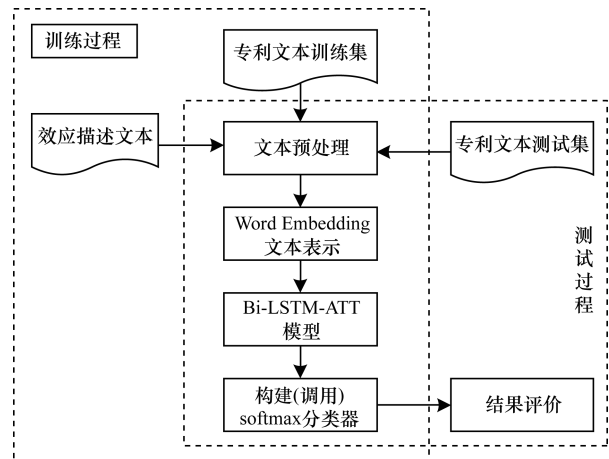 训练过程
专利文本训练集
效应描述文本
文本预处理
专利文本测试集
Word Embedding
文本表示
测试过程
Bi-LSTM-ATT
模型
构建(调用)
softmax分类器
结果评价